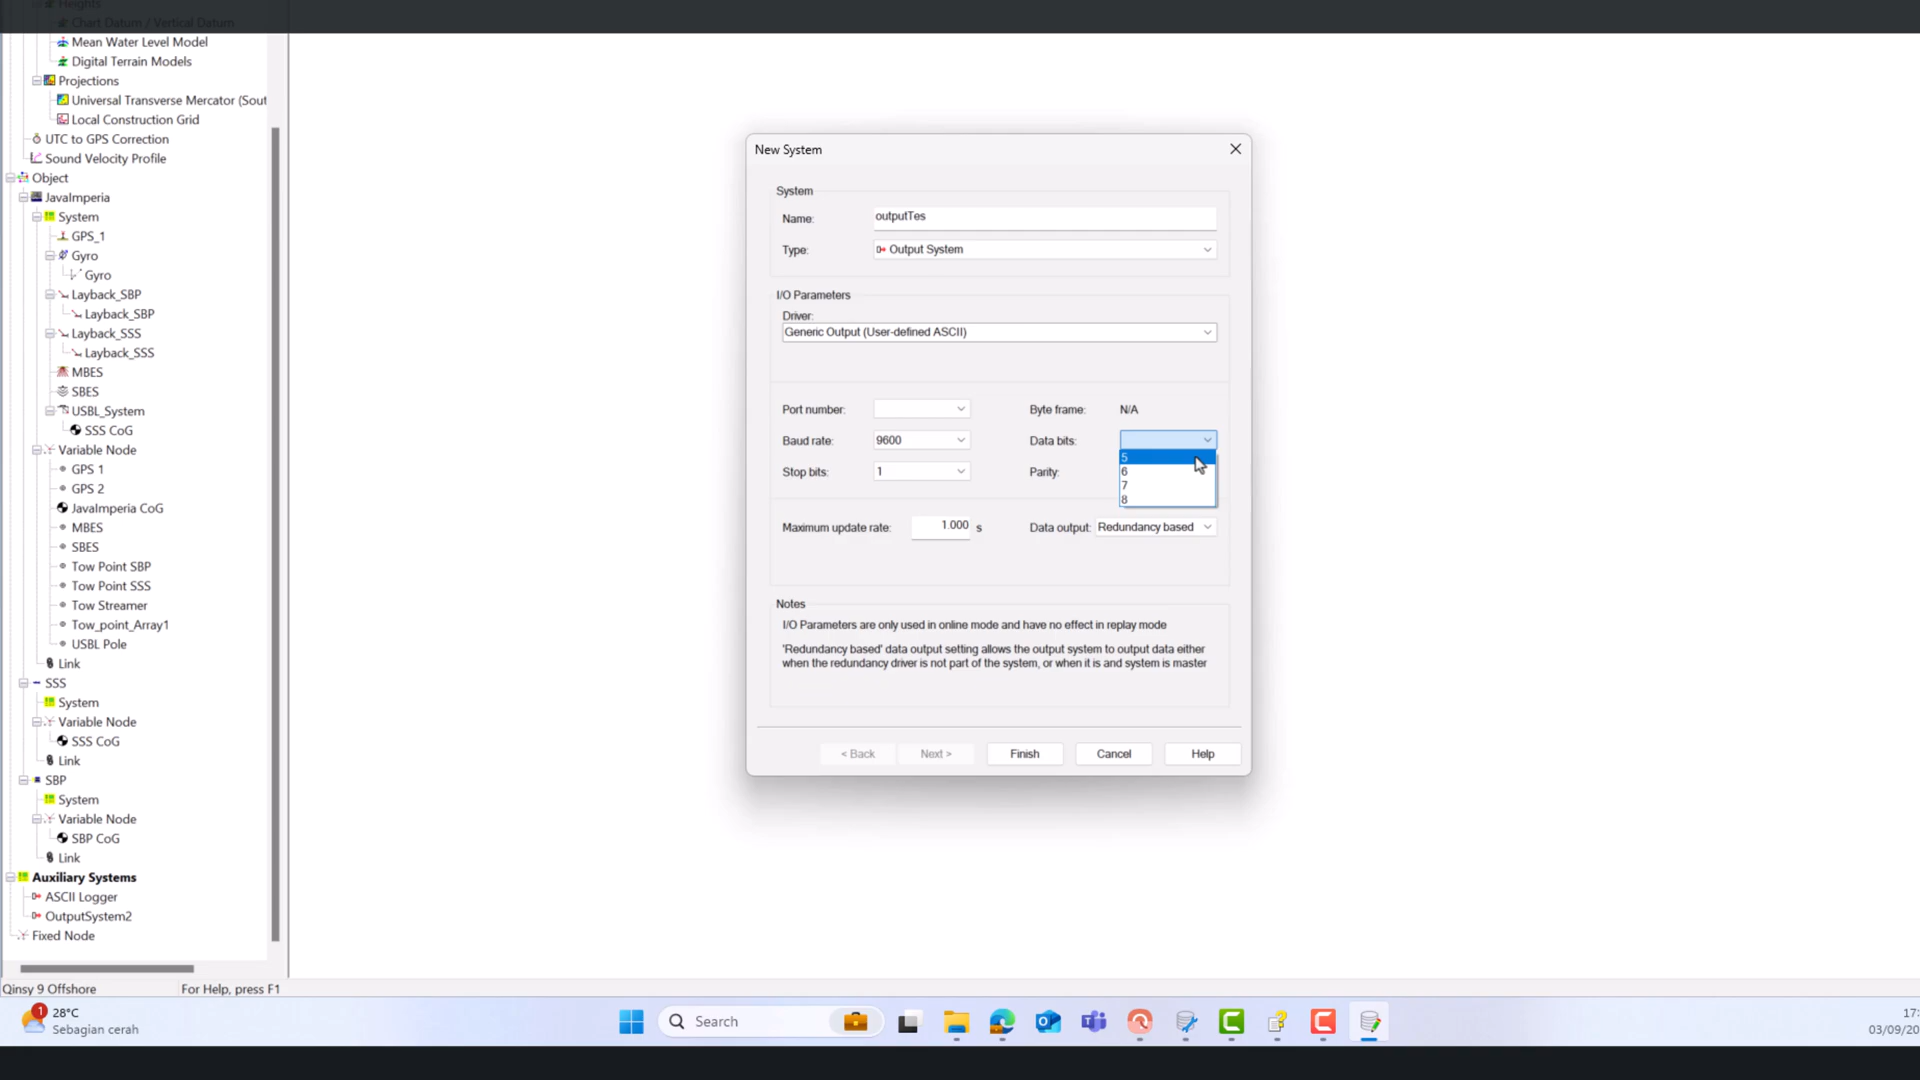 Heights
Chart Datum / Vertical Datum
Mean Water Level Model
Digital Terrain Models
Projections
Universal Transverse Mercator (Sout
Local Construction Grid
UTC to GPS Correction
Sound Velocity Profile
Object
JavaImperia
System
GPS_1
Gyro
Gyro
Layback_SBP
Layback_SBP
Layback_SSS
Layback_SSS
MBES
SBES
USBL_System
SSS CoG
Variable Node
GPS 1
GPS 2
JavaImperia CoG
MBES
SBES
Tow Point SBP
Tow Point SSS
Tow Streamer
Tow_point_Array1
USBL Pole
Link
SSS
System
Variable Node
SSS CoG
Link
SBP
System
Variable Node
SBP CoG
Link
Auxiliary Systems
ASCII Logger
OutputSystem2
Fixed Node
New System
System
Name: outputTes
Type: Output System
I/O Parameters
Driver:
Generic Output (User-defined ASCII)
Port number: Byte frame: N/A
Baud rate: 9600 Data bits:
5
Stop bits: 1 Parity: 6
7
8
Maximum update rate: 1.000 s Data output: Redundancy based
Notes
I/O Parameters are only used in online mode and have no effect in replay mode
'Redundancy based' data output setting allows the output system to output data either
when the redundancy driver is not part of the system, or when it is and system is master
< Back Next > Finish Cancel Help
Qinsy 9 Offshore For Help, press F1
1
28°C
Sebagian cerah
Search
17:
03/09/20